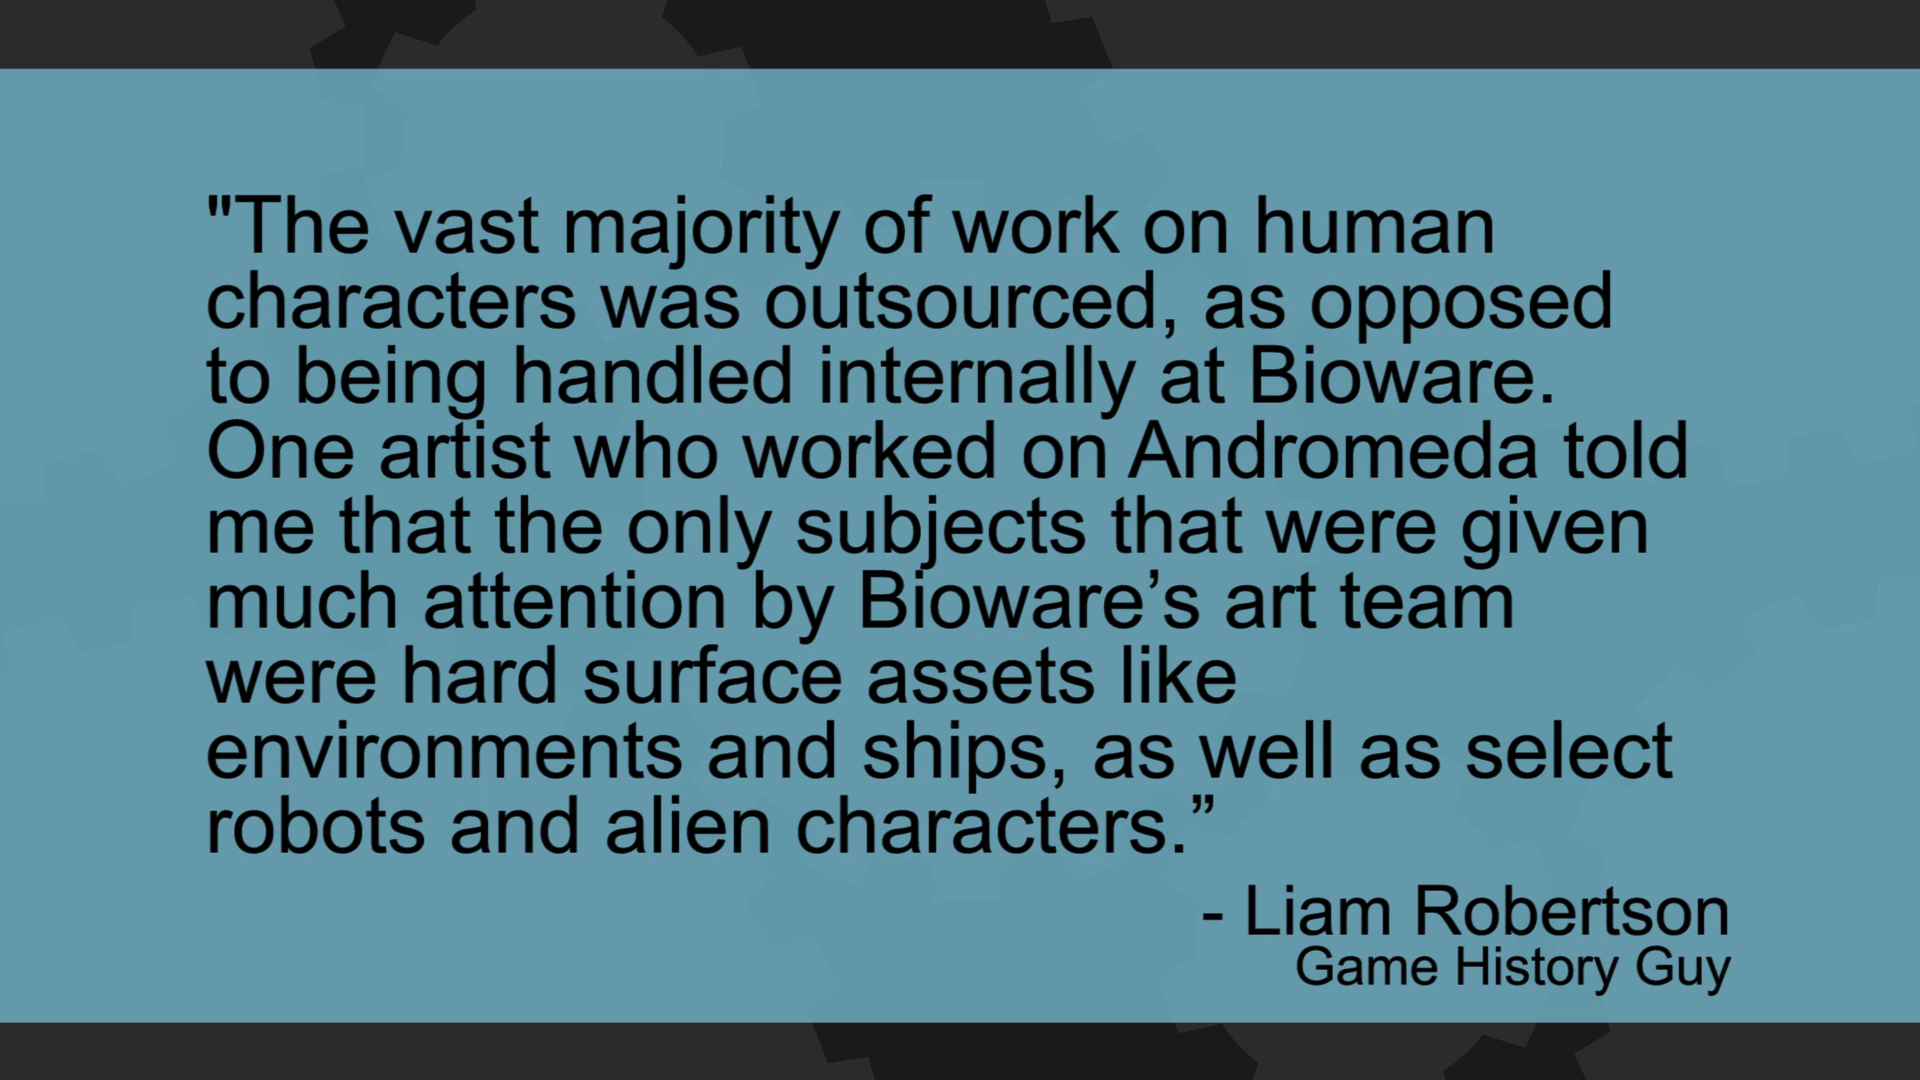 "The vast majority of work on human
characters was outsourced, as opposed
to being handled internally at Bioware.
One artist who worked on Andromeda told
me that the only subjects that were given
much attention by Bioware’s art team
were hard surface assets like
environments and ships, as well as select
robots and alien characters.”
- Liam Robertson
Game History Guy